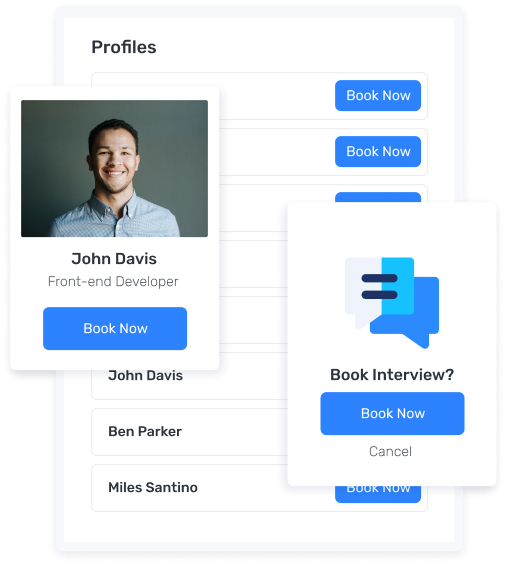 Profiles
Book Now
Book Now
John Davis
Front-end Developer
Book Now
Book Interview?
Book Now
Cancel
John Davis
Ben Parker
Miles Santino
Book Now